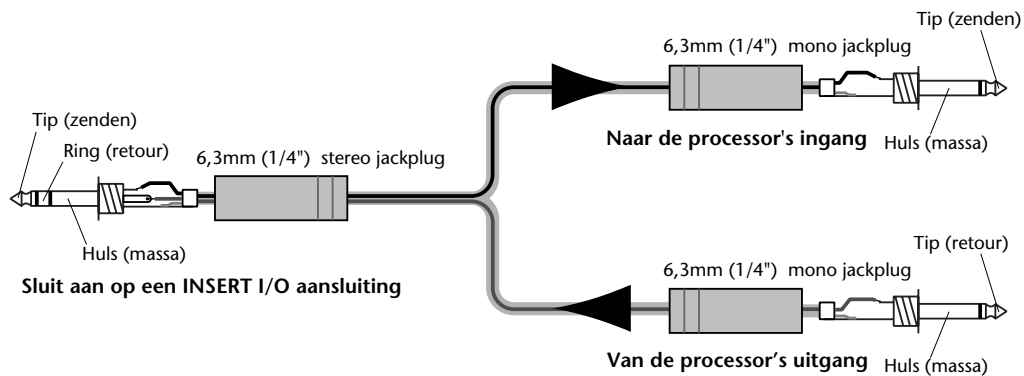 Tip (zenden)
6,3mm (1/4") mono jackplug
Naar de processor's ingang
Huls (massa)
Tip (zenden)
Ring (retour)
6,3mm (1/4") stereo jackplug
Huls (massa)
Sluit aan op een INSERT I/O aansluiting
Tip (retour)
6,3mm (1/4") mono jackplug
Van de processor’s uitgang
Huls (massa)